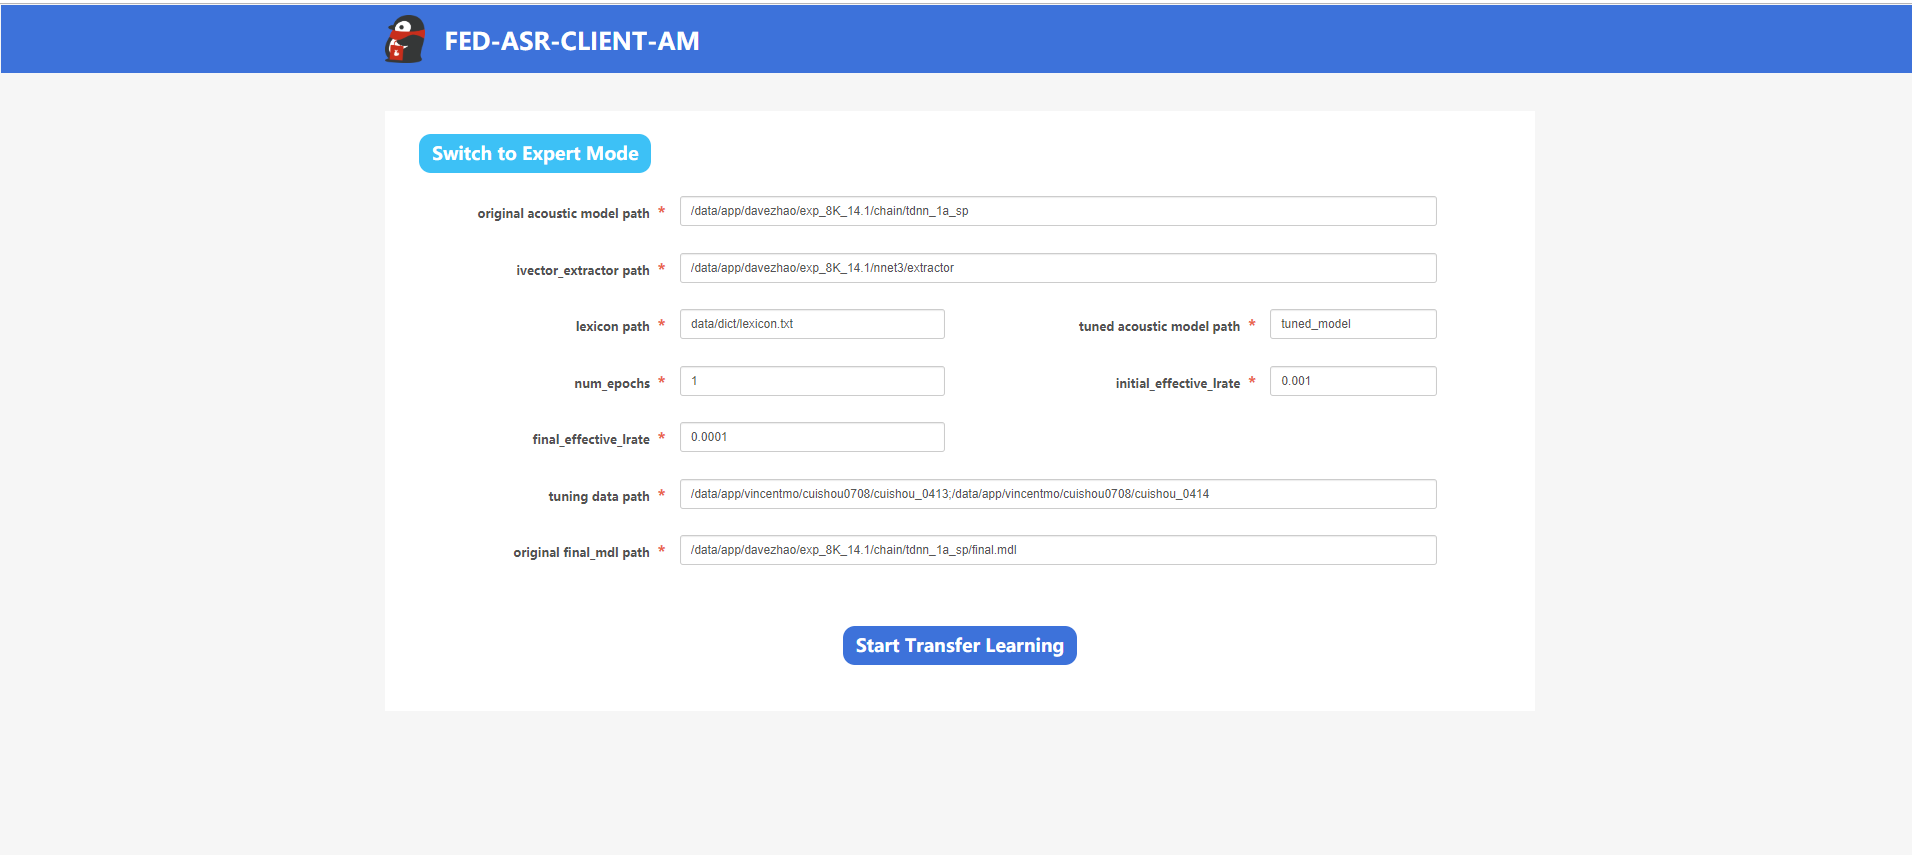 FED-ASR-CLIENT-AM
Switch to Expert Mode
original acoustic model path * /data/app/davezhao/exp_8K_14.1/chain/tdnn_1a_sp
ivector_extractor path * /data/app/davezhao/exp_8K_14.1/nnet3/extractor
lexicon path * data/dict/lexicon.txt tuned acoustic model path * tuned_model
num_epochs * 1 initial_effective_lrate * 0.001
final_effective_lrate * 0.0001
tuning data path * /data/app/vincentmo/cuishou0708/cuishou_0413;/data/app/vincentmo/cuishou0708/cuishou_0414
original final_mdl path * /data/app/davezhao/exp_8K_14.1/chain/tdnn_1a_sp/final.mdl
Start Transfer Learning